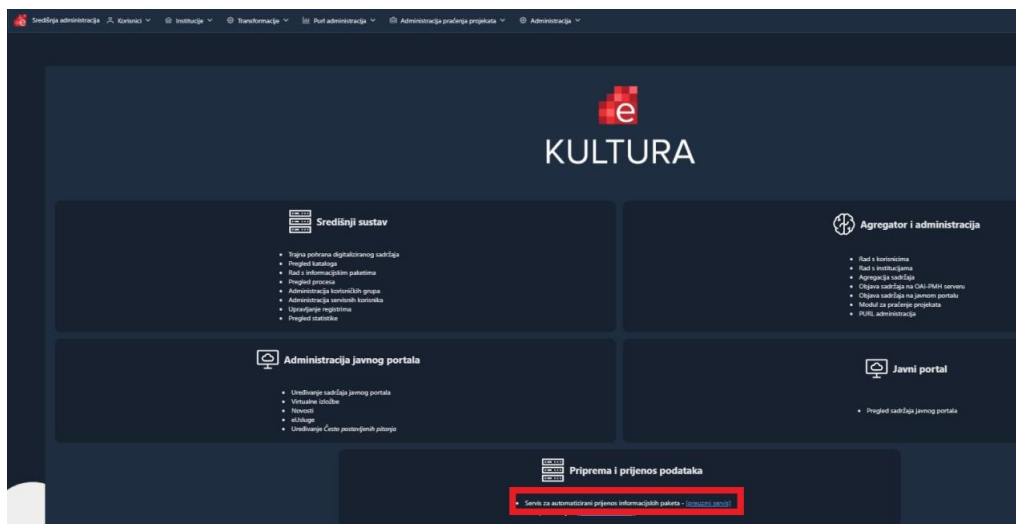 Središnja administracija Korisnici Institucije Transformacije Purl administracija Administracija praćenja projekata Administracija
e
KULTURA
Središnji sustav
Trajna pohrana digitaliziranog sadržaja
Pregled kataloga
Rad s informacijskim paketima
Pregled procesa
Administracija korisničkih grupa
Administracija servisnih korisnika
Upravljanje registrima
Pregled statistike
Agregator i administracija
Rad s korisnicima
Rad s institucijama
Agregacija sadržaja
Objava sadržaja na OAI-PMH serveru
Objava sadržaja na javnom portalu
Modul za praćenje projekata
PURL administracija
Administracija javnog portala
Uređivanje sadržaja javnog portala
Virtualne izložbe
Novosti
eUsluge
Uređivanje Često postavljenih pitanja
Javni portal
Pregled sadržaja javnog portala
Priprema i prijenos podataka
Servis za automatizirani prijenos informacijskih paketa - [preuzmi servis]